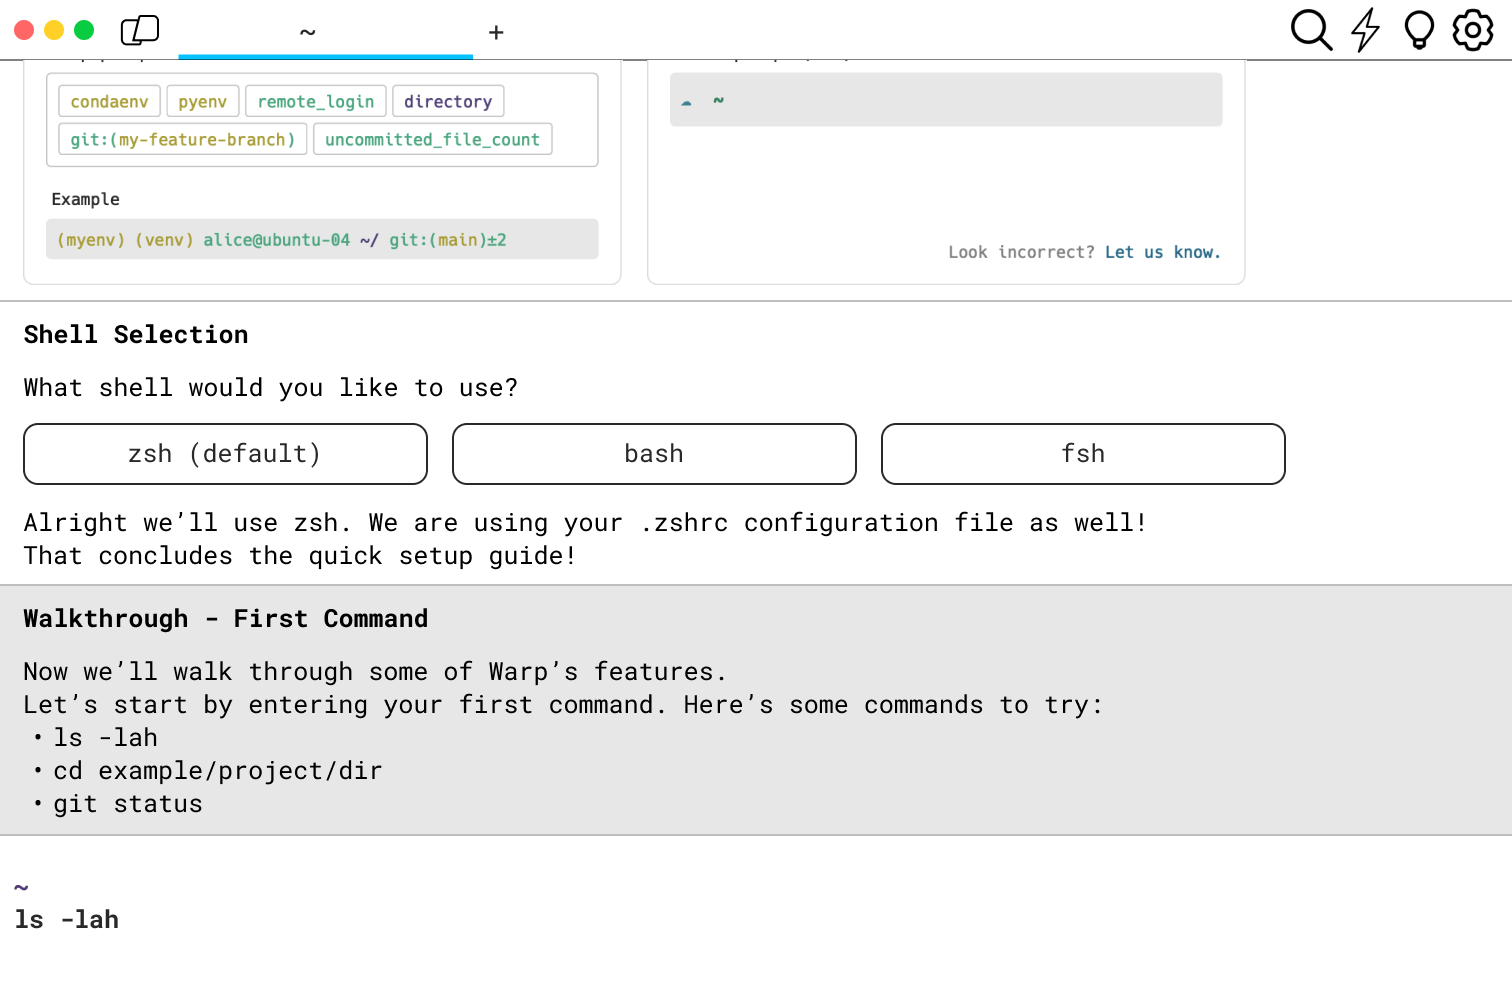 ~ +
condaenv pyenv remote_login directory
git:(my-feature-branch) uncommitted_file_count
Example
(myenv) (venv) alice@ubuntu-04 ~/ git:(main)±2
~
Look incorrect? Let us know.
Shell Selection
What shell would you like to use?
zsh (default) bash fsh
Alright we’ll use zsh. We are using your .zshrc configuration file as well!
That concludes the quick setup guide!
Walkthrough - First Command
Now we’ll walk through some of Warp’s features.
Let’s start by entering your first command. Here’s some commands to try:
• ls -lah
• cd example/project/dir
• git status
~
ls -lah